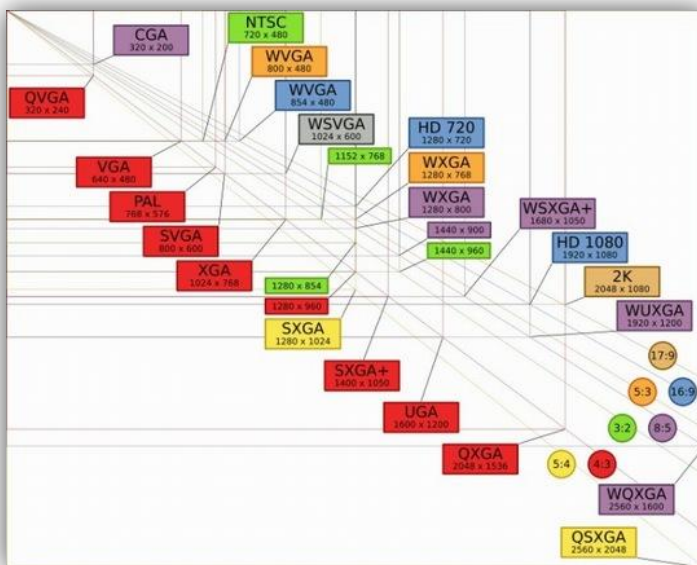 CGA
320 x 200
NTSC
720 x 480
WVGA
800 x 480
QVGA
320 x 240
WVGA
854 x 480
WSVGA
1024 x 600
HD 720
1280 x 720
1152 x 768
WXGA
1280 x 768
VGA
640 x 480
WXGA
1280 x 800
PAL
768 x 576
WSXGA+
1680 x 1050
1440 x 900
SVGA
800 x 600
HD 1080
1920 x 1080
1440 x 960
XGA
1024 x 768
2K
2048 x 1080
1280 x 854
1280 x 960
WUXGA
1920 x 1200
SXGA
1280 x 1024
17:9
SXGA+
1400 x 1050
5:3
16:9
UGA
1600 x 1200
3:2
8:5
QXGA
2048 x 1536
5:4
4:3
WQXGA
2560 x 1600
QSXGA
2560 x 2048